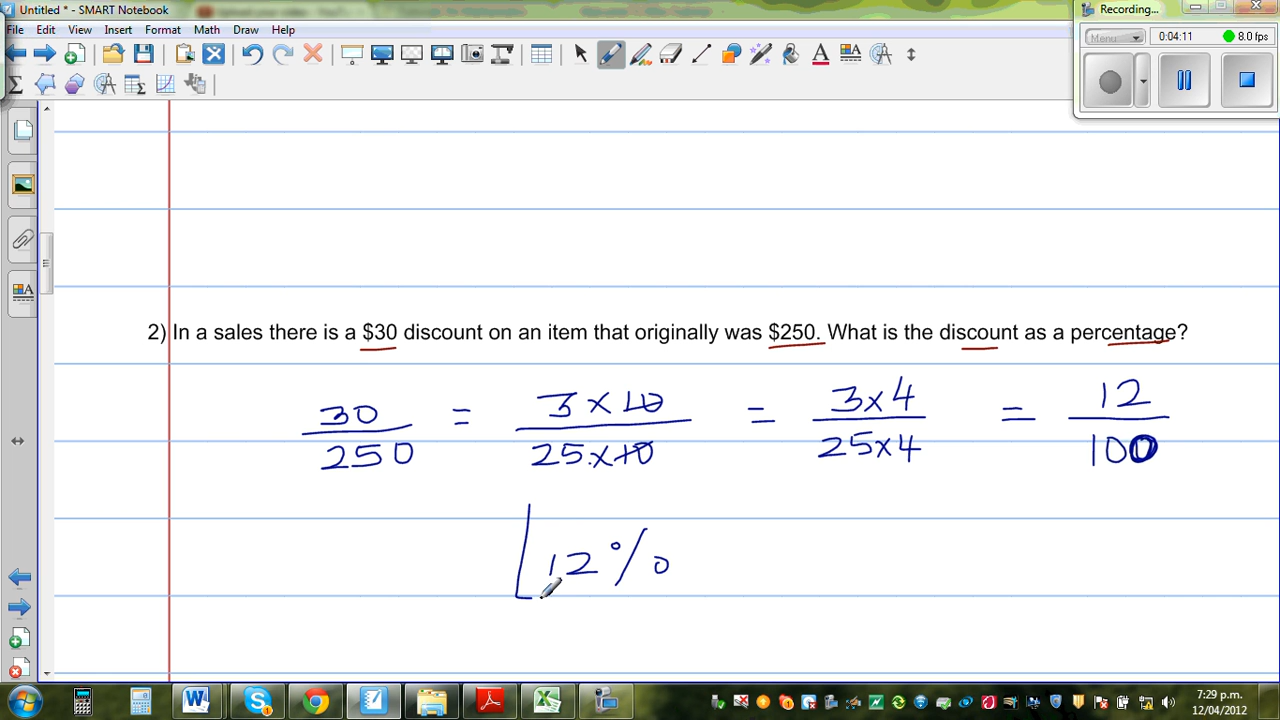 Untitled * - SMART Notebook
File Edit View Insert Format Math Draw Help
Recording...
Menu 0:04:11 8.0 fps
2) In a sales there is a $30 discount on an item that originally was $250. What is the discount as a percentage?
30/250 = 3 x 10/25 x 10 = 3x4/25x4 = 12/100
12%
7:29 p.m.
12/04/2012